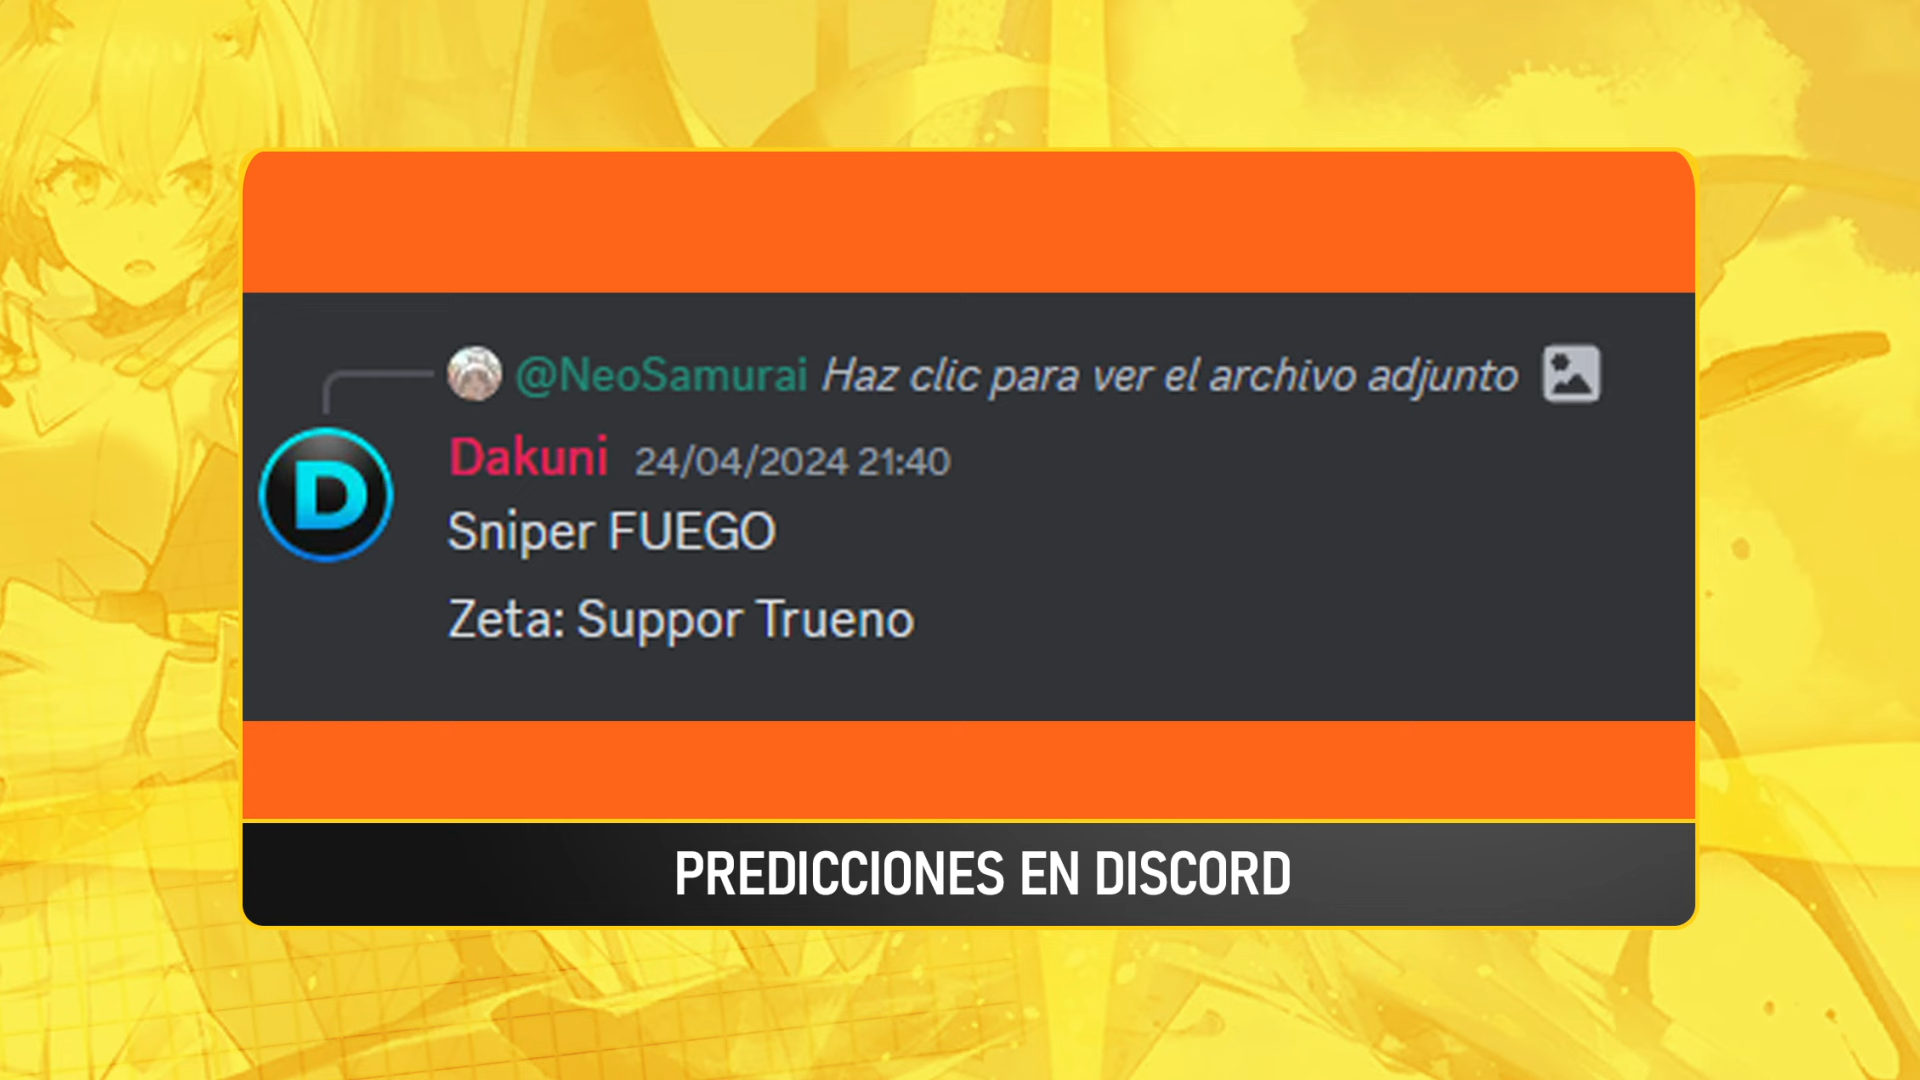 @NeoSamurai Haz clic para ver el archivo adjunto
D
Dakuni 24/04/2024 21:40
Sniper FUEGO
Zeta: Suppor Trueno
PREDICCIONES EN DISCORD